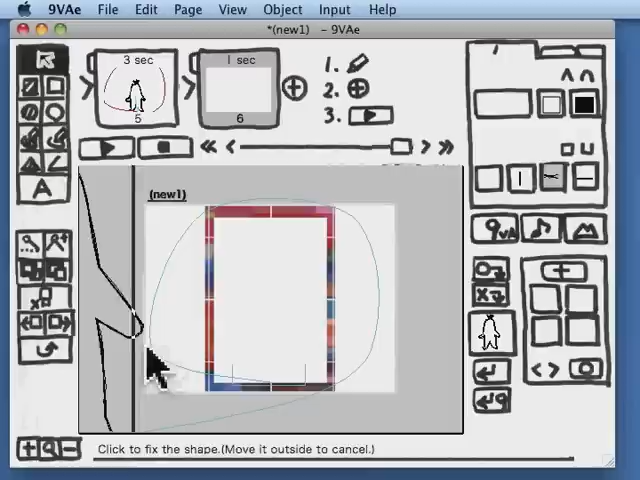 9VAe File Edit Page View Object Input Help
*(new1) - 9VAe
3 sec
5
1 sec
6
1.
2.
3.
A
(new1)
9VA
Click to fix the shape.(Move it outside to cancel.)